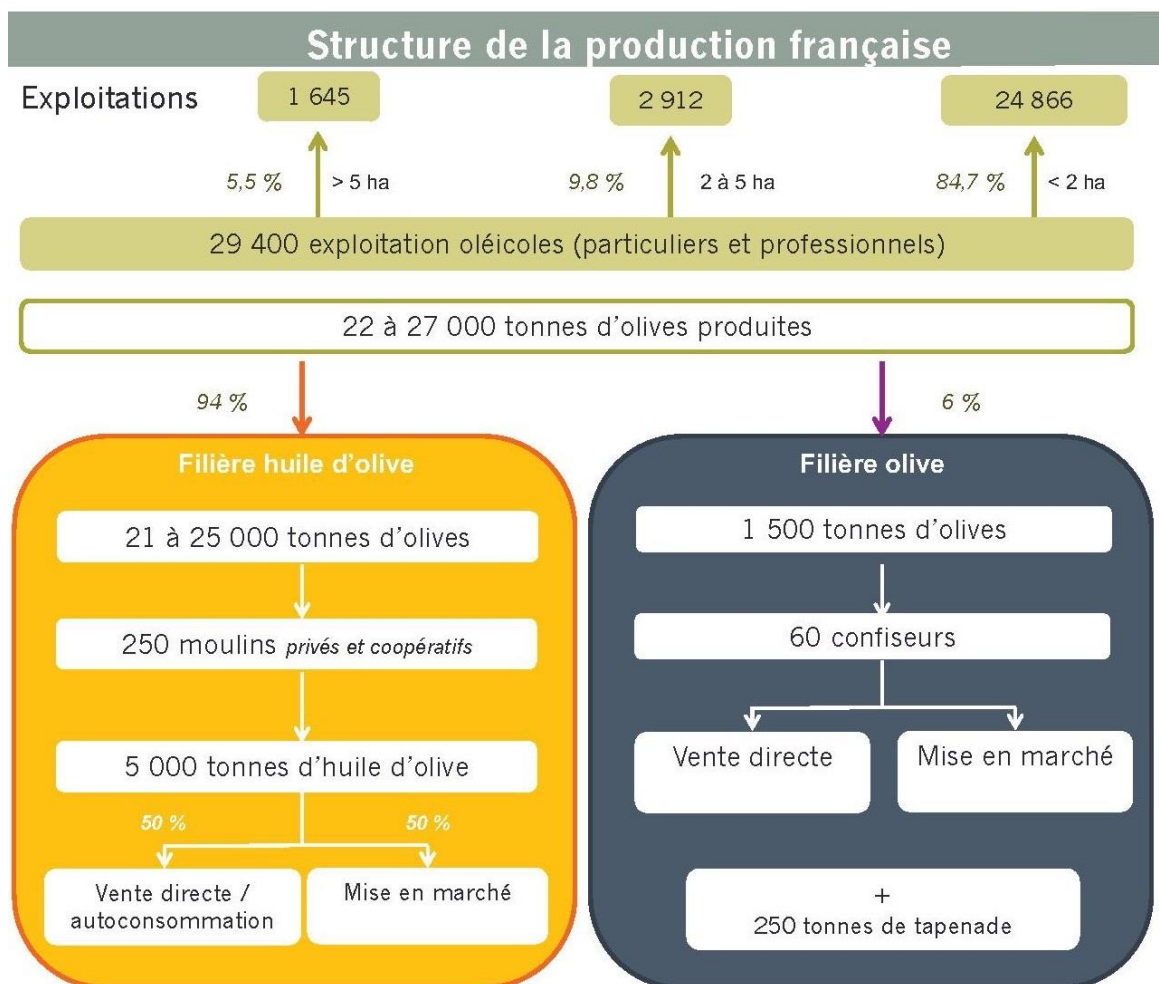 Structure de la production française
Exploitations
1 645
2 912
24 866
5,5 %
> 5 ha
9,8 %
2 à 5 ha
84,7 %
< 2 ha
29 400 exploitation oléicoles (particuliers et professionnels)
22 à 27 000 tonnes d'olives produites
94 %
6 %
Filière huile d'olive
21 à 25 000 tonnes d'olives
250 moulins privés et coopératifs
5 000 tonnes d'huile d'olive
50 %
50 %
Vente directe /
autoconsommation
Mise en marché
Filière olive
1 500 tonnes d'olives
60 confiseurs
Vente directe
Mise en marché
+
250 tonnes de tapenade